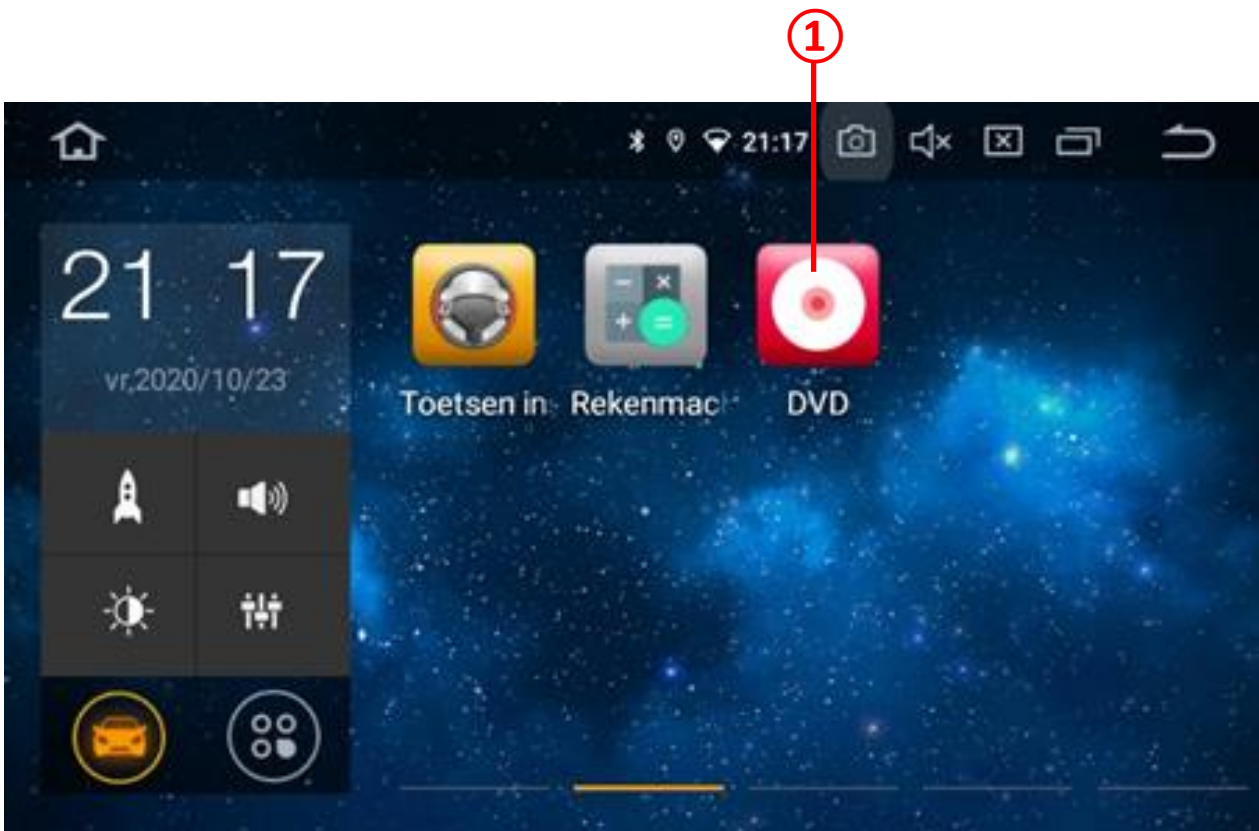 ①
21:17
21 17
vr,2020/10/23
Toetsen in
Rekenmac
DVD